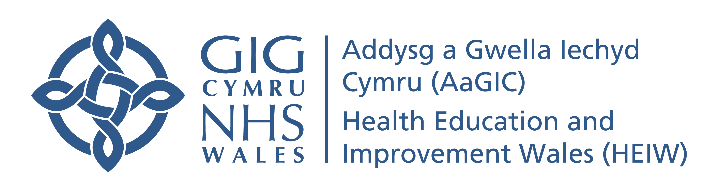 GIG
CYMRU
NHS
WALES
Addysg a Gwella Iechyd
Cymru (AaGIC)
Health Education and
Improvement Wales (HEIW)